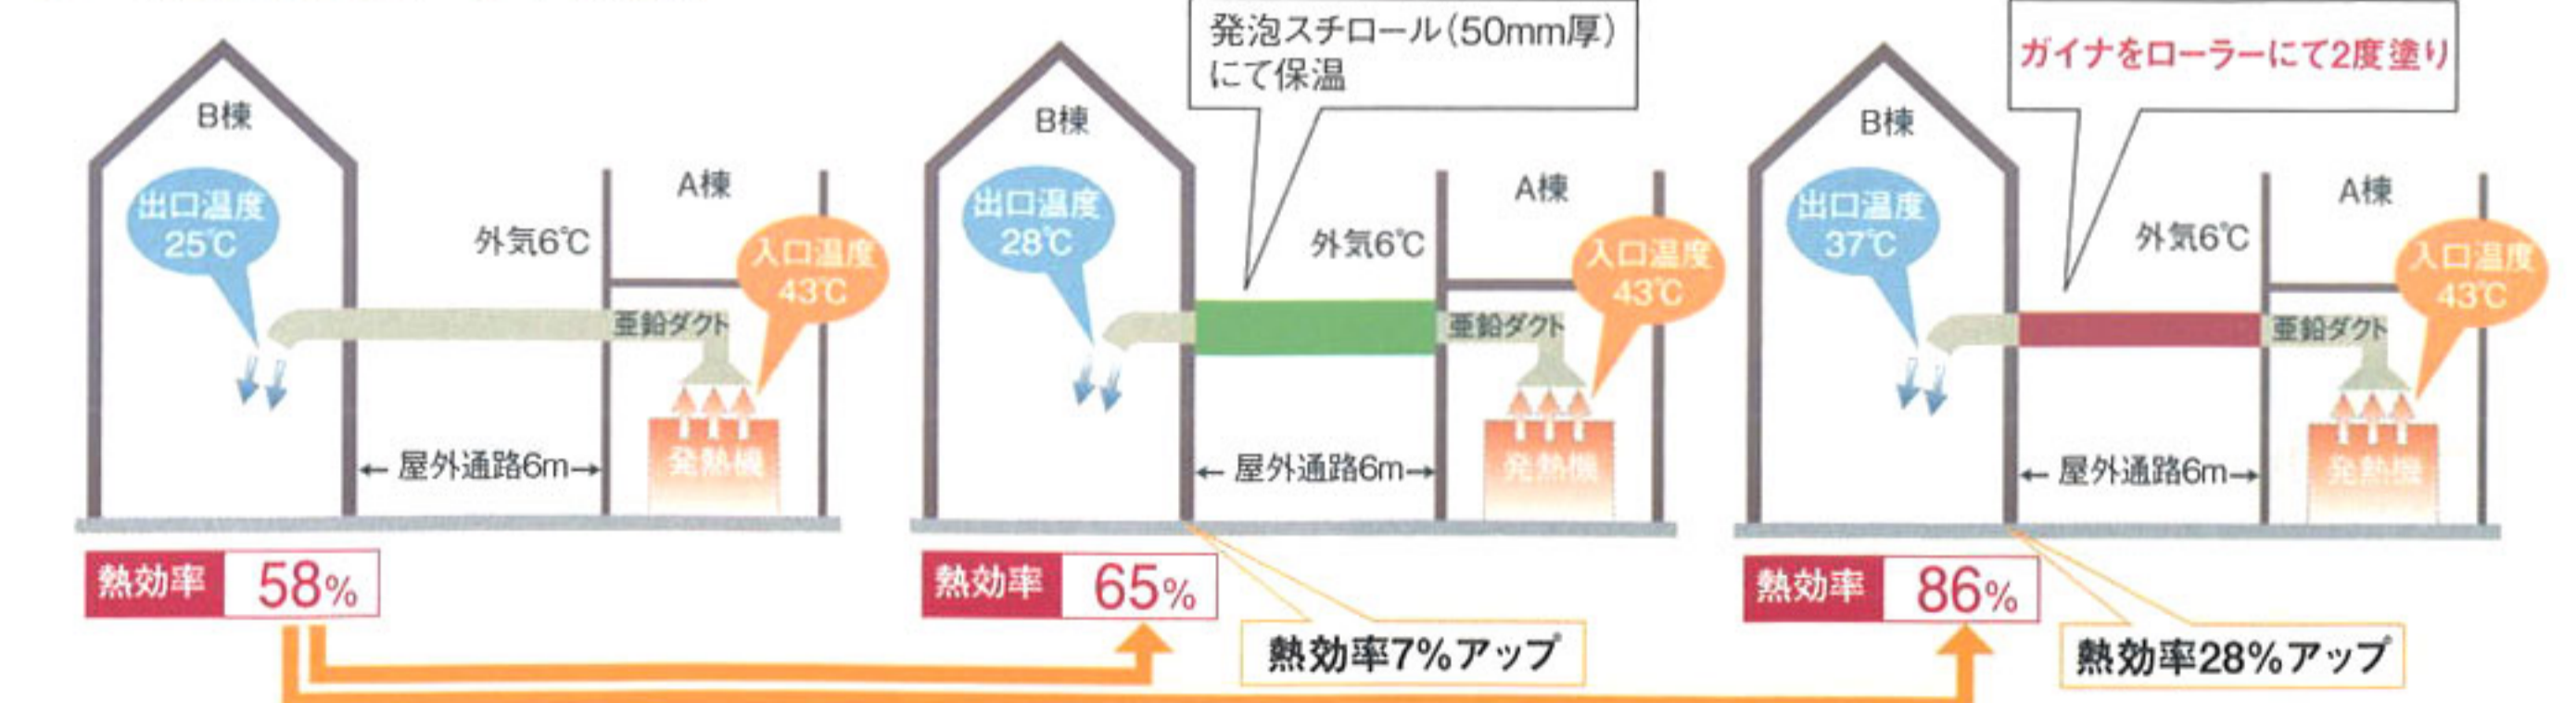 B棟
出口温度
25℃
外気6℃
A棟
入口温度
43℃
亜鉛ダクト
←屋外通路6m→
発熱機
熱効率 58%
発泡スチロール(50mm厚)
にて保温
B棟
出口温度
28℃
外気6℃
A棟
入口温度
43℃
亜鉛ダクト
←屋外通路6m→
発熱機
熱効率 65%
熱効率7%アップ
ガイナをローラーにて2度塗り
B棟
出口温度
37℃
外気6℃
A棟
入口温度
43℃
亜鉛ダクト
←屋外通路6m→
発熱機
熱効率 86%
熱効率28%アップ